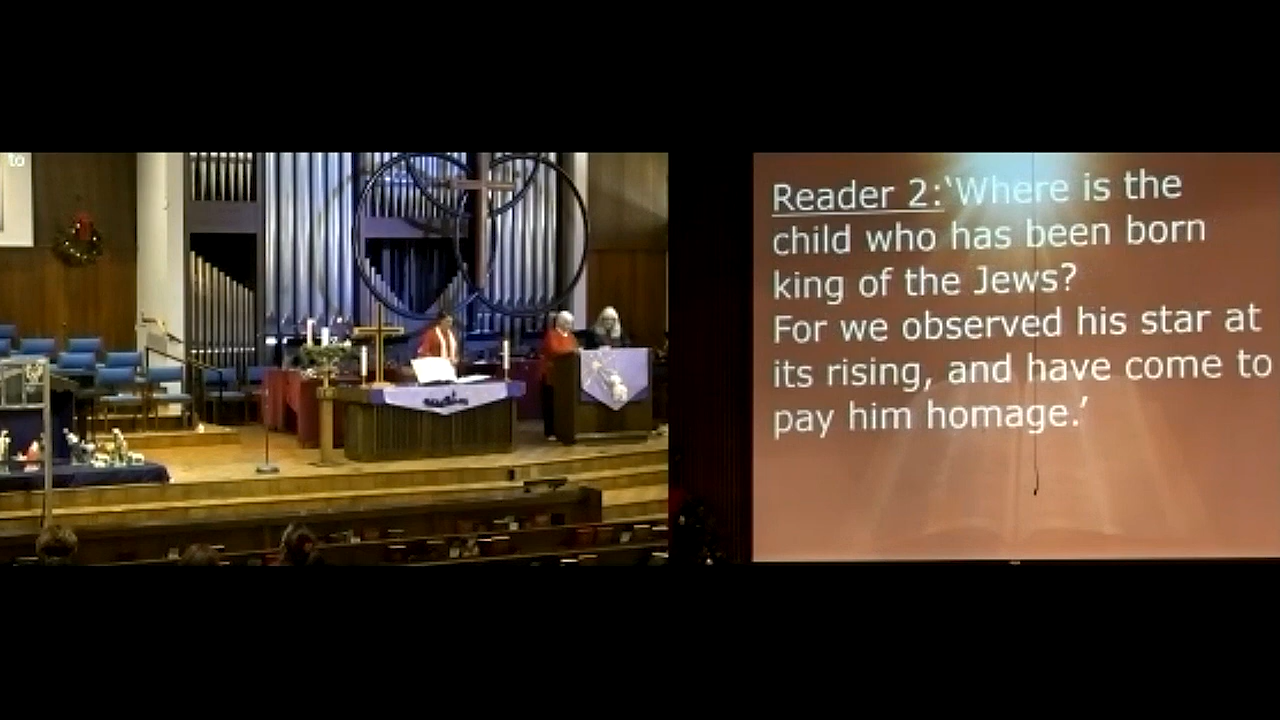 to
Reader 2:‘Where is the
child who has been born
king of the Jews?
For we observed his star at
its rising, and have come to
pay him homage.’